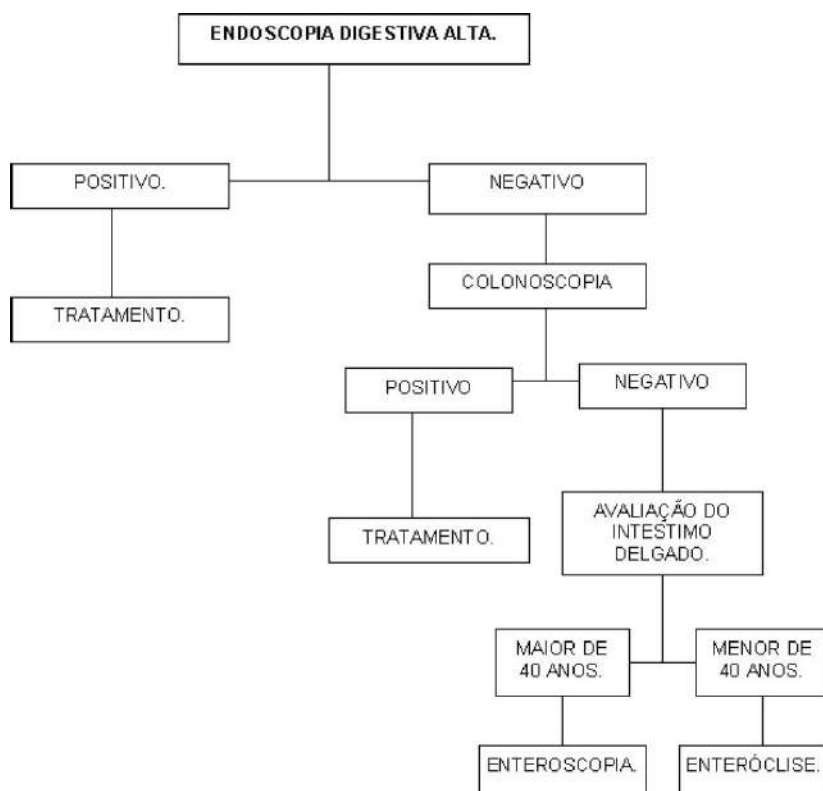 ENDOSCOPIA DIGESTIVA ALTA.
POSITIVO.
NEGATIVO
TRATAMENTO.
COLONOSCOPIA
POSITIVO
NEGATIVO
TRATAMENTO.
AVALIAÇÃO DO
INTESTIMO
DELGADO.
MAIOR DE
40 ANOS.
MENOR DE
40 ANOS.
ENTEROSCOPIA.
ENTERÓCLISE.